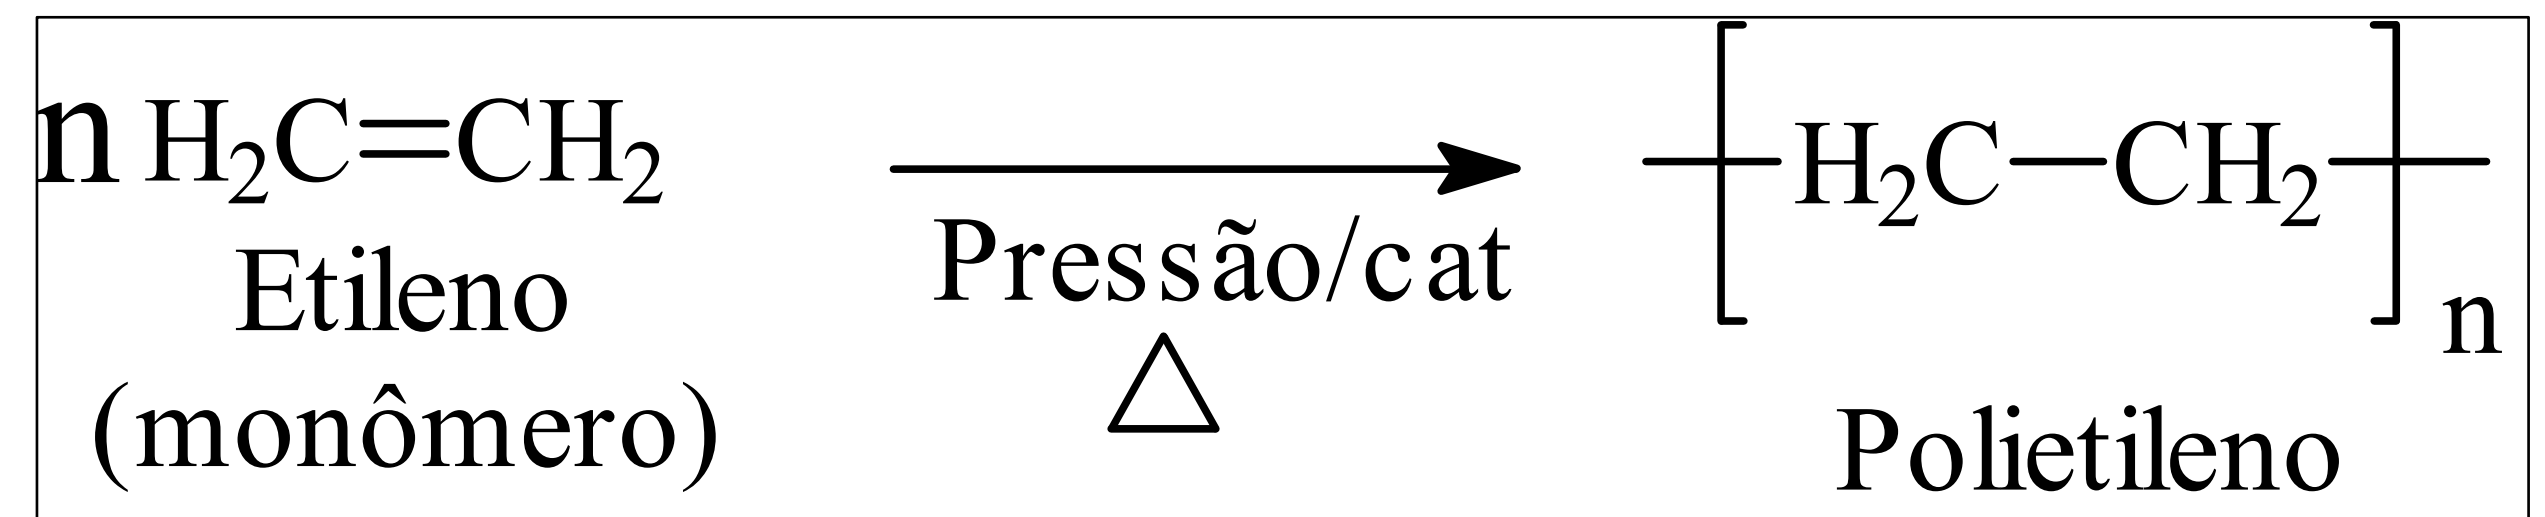 n H₂C=CH₂
Etileno
(monômero)
Pressão/cat
△
[H₂C—CH₂]n
Polietileno